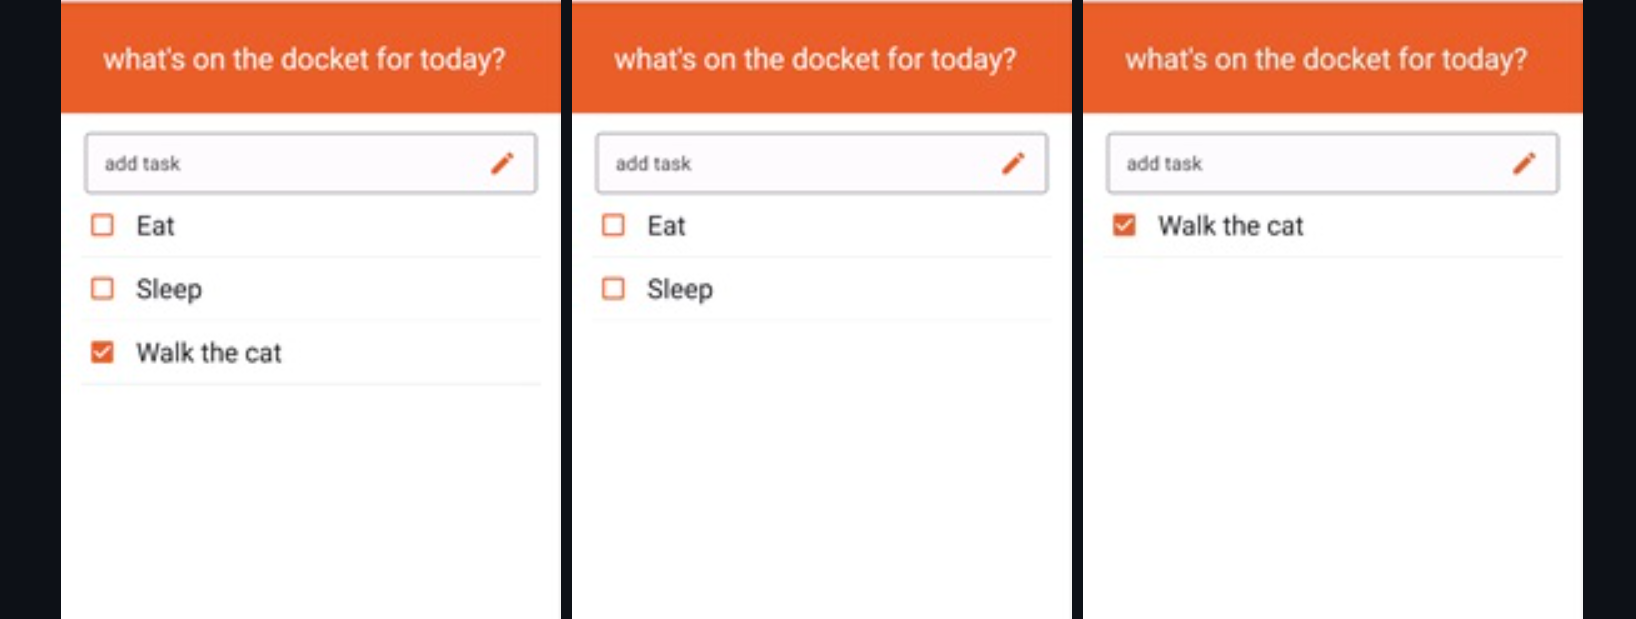 what's on the docket for today?
add task
Eat
Sleep
Walk the cat
what's on the docket for today?
add task
Eat
Sleep
what's on the docket for today?
add task
Walk the cat